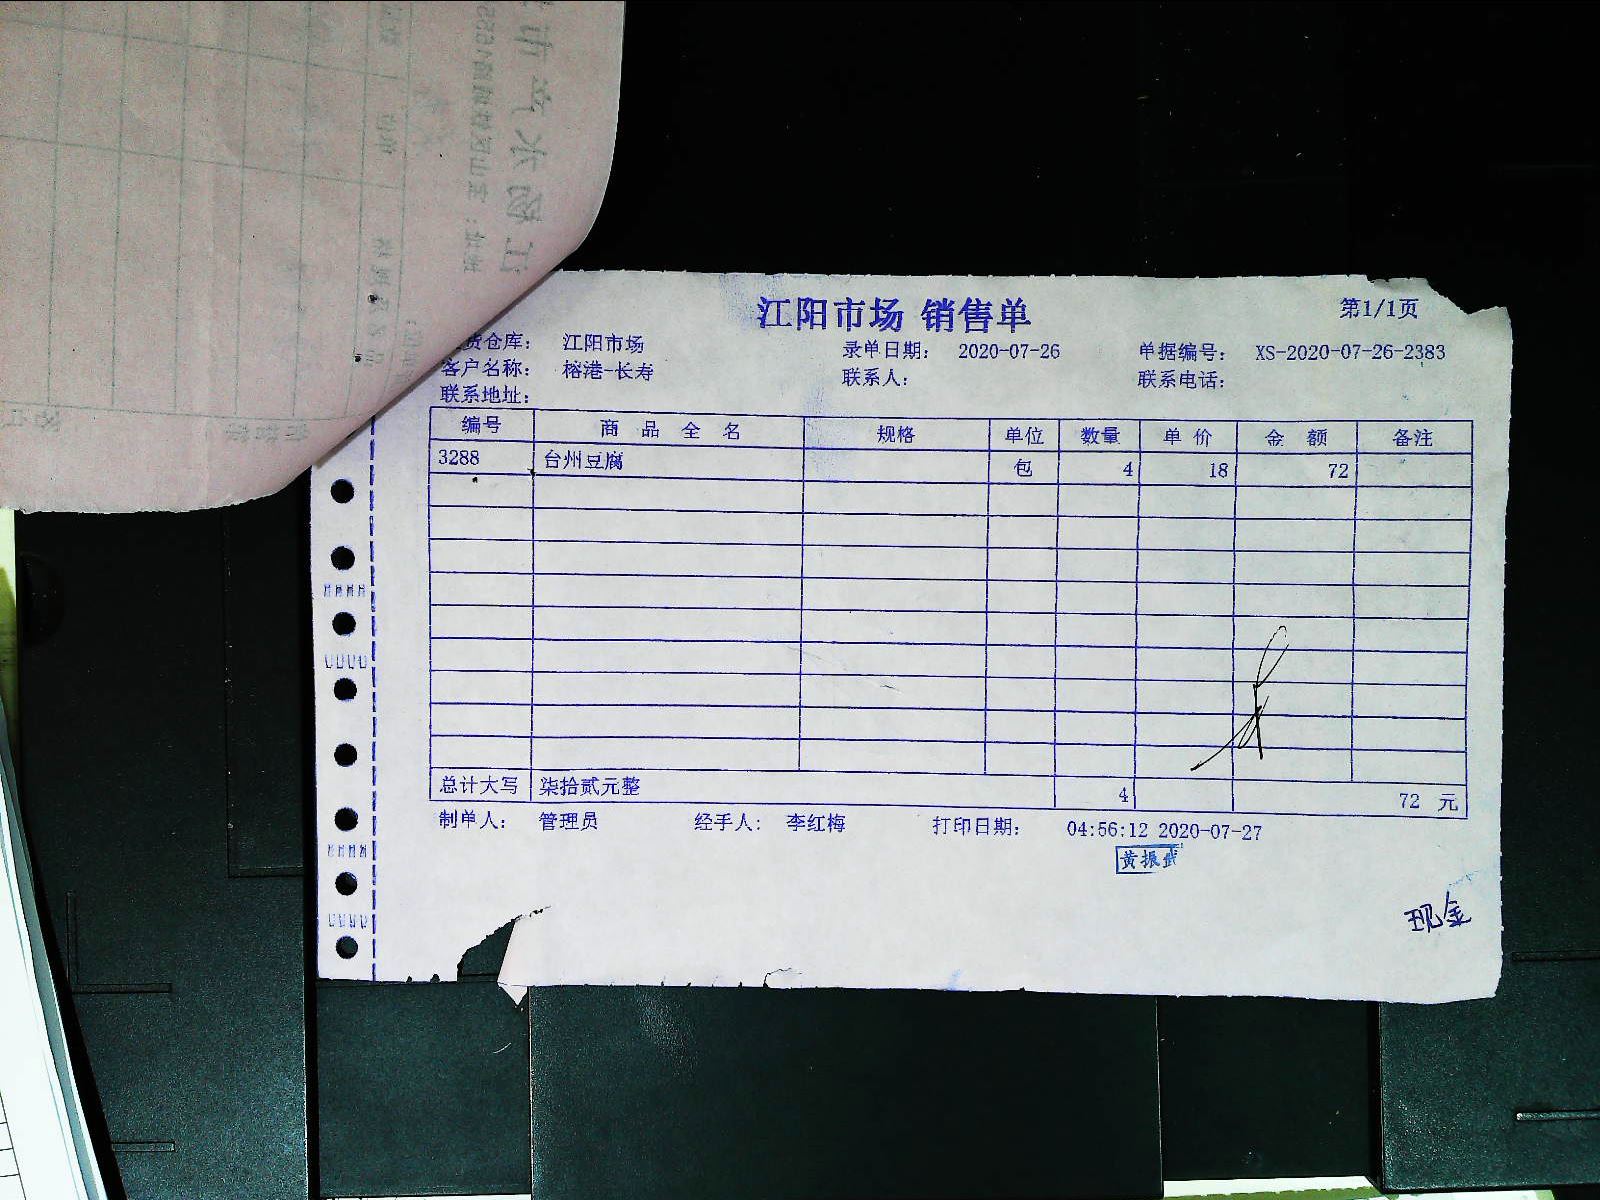 江阳市场 销售单
第1/1页
货仓库： 江阳市场 录单日期： 2020-07-26 单据编号： XS-2020-07-26-2383
客户名称： 榕港-长寿 联系人： 联系电话：
联系地址：
编号 商品全名 规格 单位 数量 单价 金额 备注
3288 台州豆腐 包 4 18 72
总计大写 柒拾贰元整 4 72 元
制单人： 管理员 经手人： 李红梅 打印日期： 04:56:12 2020-07-27
黄振武
现金